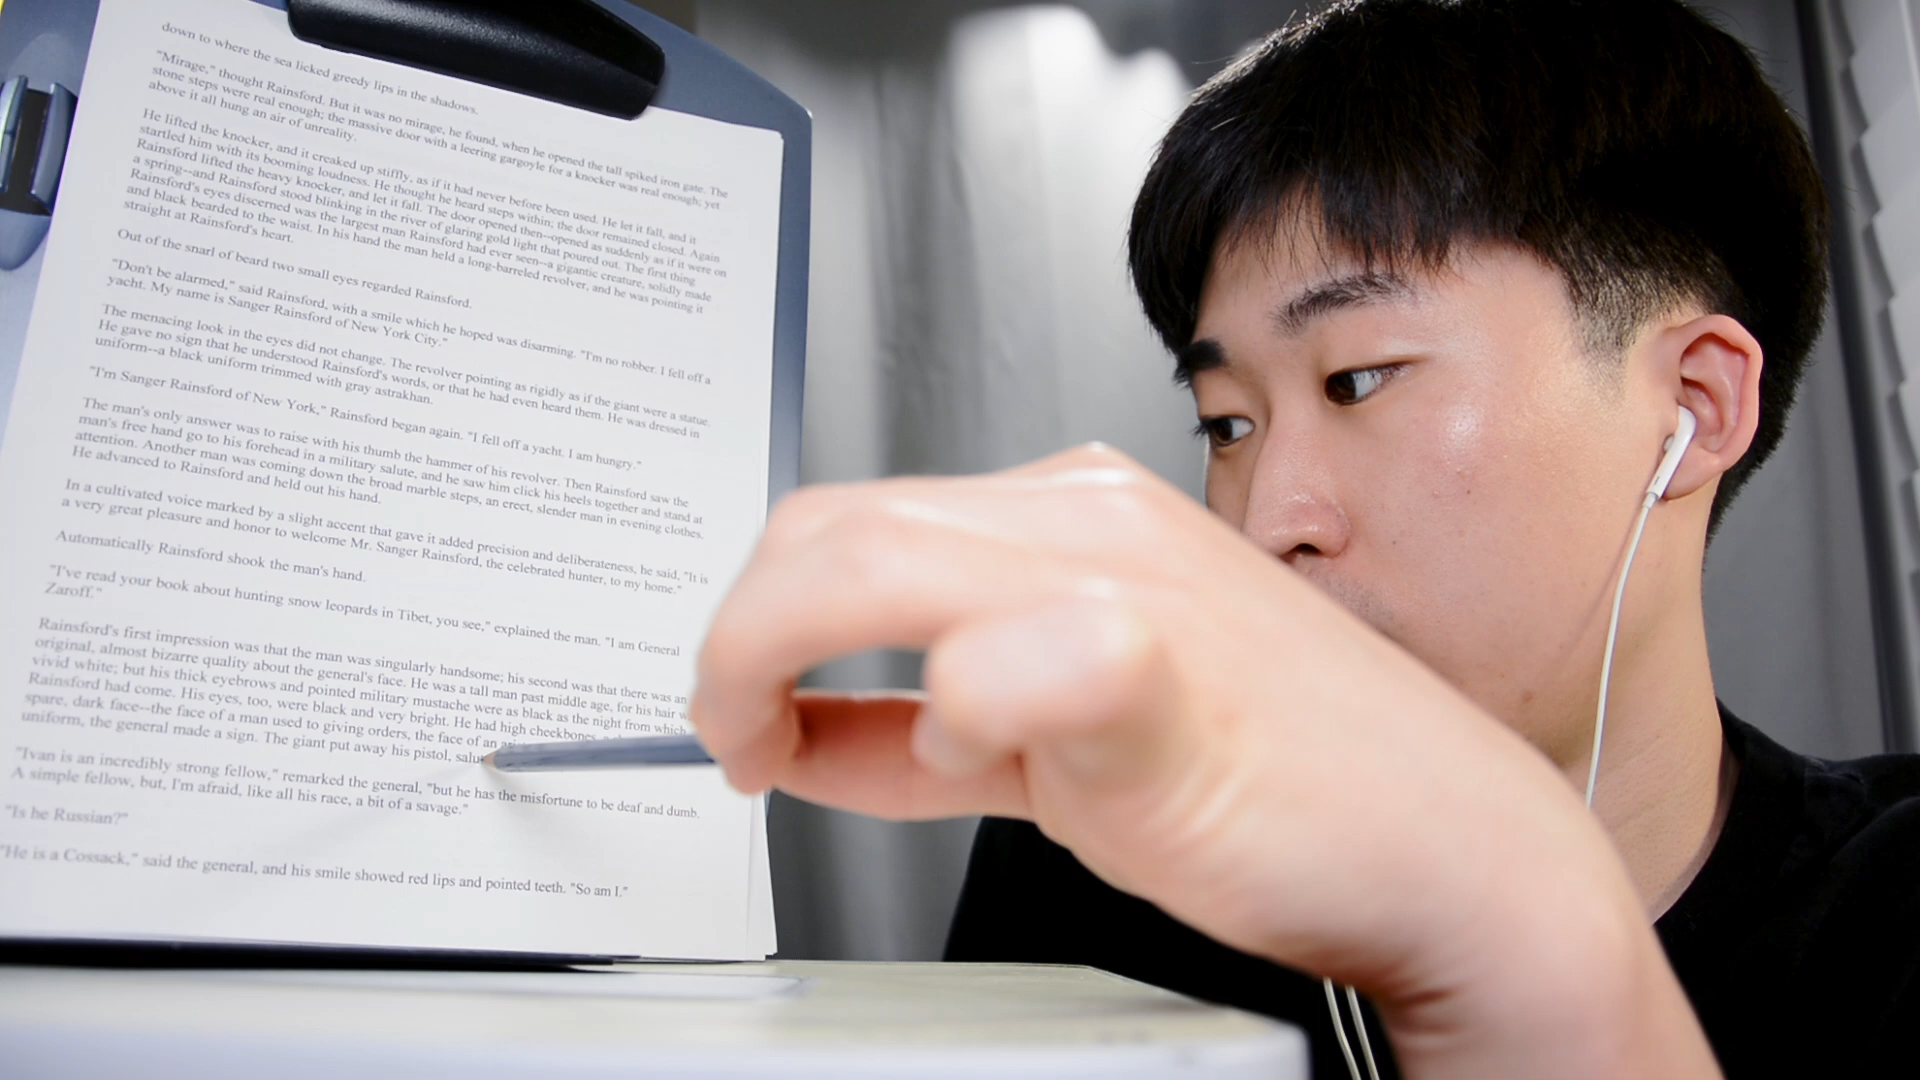 down to where the sea licked greedy lips in the shadows.
"Mirage," thought Rainsford. But it was no mirage, he found, when he opened the tall spiked iron gate. The
stone steps were real enough; the massive door with a leering gargoyle for a knocker was real enough; yet
above it all hung an air of unreality.
He lifted the knocker, and it creaked up stiffly, as if it had never before been used. He let it fall, and it
startled him with its booming loudness. He thought he heard steps within; the door remained closed. Again
Rainsford lifted the heavy knocker, and let it fall. The door opened then--opened as suddenly as if it were on
a spring--and Rainsford stood blinking in the river of glaring gold light that poured out. The first thing
Rainsford's eyes discerned was the largest man Rainsford had ever seen--a gigantic creature, solidly made
and black bearded to the waist. In his hand the man held a long-barreled revolver, and he was pointing it
straight at Rainsford's heart.
Out of the snarl of beard two small eyes regarded Rainsford.
"Don't be alarmed," said Rainsford, with a smile which he hoped was disarming. "I'm no robber. I fell off a
yacht. My name is Sanger Rainsford of New York City."
The menacing look in the eyes did not change. The revolver pointing as rigidly as if the giant were a statue.
He gave no sign that he understood Rainsford's words, or that he had even heard them. He was dressed in
uniform--a black uniform trimmed with gray astrakhan.
"I'm Sanger Rainsford of New York," Rainsford began again. "I fell off a yacht. I am hungry."
The man's only answer was to raise with his thumb the hammer of his revolver. Then Rainsford saw the
man's free hand go to his forehead in a military salute, and he saw him click his heels together and stand at
attention. Another man was coming down the broad marble steps, an erect, slender man in evening clothes.
He advanced to Rainsford and held out his hand.
In a cultivated voice marked by a slight accent that gave it added precision and deliberateness, he said, "It is
a very great pleasure and honor to welcome Mr. Sanger Rainsford, the celebrated hunter, to my home."
Automatically Rainsford shook the man's hand.
"I've read your book about hunting snow leopards in Tibet, you see," explained the man. "I am General
Zaroff."
Rainsford's first impression was that the man was singularly handsome; his second was that there was an
original, almost bizarre quality about the general's face. He was a tall man past middle age, for his hair
vivid white; but his thick eyebrows and pointed military mustache were as black as the night from which
Rainsford had come. His eyes, too, were black and very bright. He had high cheekbones,
spare, dark face--the face of a man used to giving orders, the face of an
uniform, the general made a sign. The giant put away his pistol,
"Ivan is an incredibly strong fellow," remarked the general, "but he has the misfortune to be deaf and dumb.
A simple fellow, but, I'm afraid, like all his race, a bit of a savage."
"Is he Russian?"
"He is a Cossack," said the general, and his smile showed red lips and pointed teeth. "So am I."